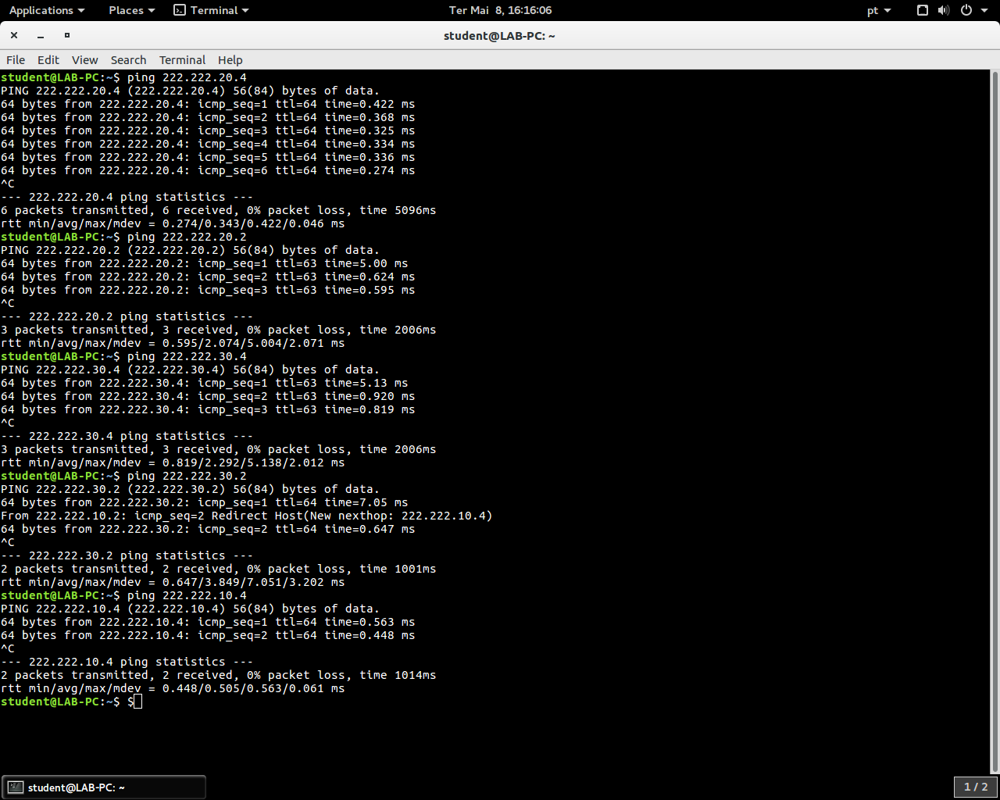 Applications Places Terminal Ter Mai  8, 16:16:06 pt
student@LAB-PC: ~
File Edit View Search Terminal Help
student@LAB-PC:~$ ping 222.222.20.4
PING 222.222.20.4 (222.222.20.4) 56(84) bytes of data.
64 bytes from 222.222.20.4: icmp_seq=1 ttl=64 time=0.422 ms
64 bytes from 222.222.20.4: icmp_seq=2 ttl=64 time=0.368 ms
64 bytes from 222.222.20.4: icmp_seq=3 ttl=64 time=0.325 ms
64 bytes from 222.222.20.4: icmp_seq=4 ttl=64 time=0.334 ms
64 bytes from 222.222.20.4: icmp_seq=5 ttl=64 time=0.336 ms
64 bytes from 222.222.20.4: icmp_seq=6 ttl=64 time=0.274 ms
^C
--- 222.222.20.4 ping statistics ---
6 packets transmitted, 6 received, 0% packet loss, time 5096ms
rtt min/avg/max/mdev = 0.274/0.343/0.422/0.046 ms
student@LAB-PC:~$ ping 222.222.20.2
PING 222.222.20.2 (222.222.20.2) 56(84) bytes of data.
64 bytes from 222.222.20.2: icmp_seq=1 ttl=63 time=5.00 ms
64 bytes from 222.222.20.2: icmp_seq=2 ttl=63 time=0.624 ms
64 bytes from 222.222.20.2: icmp_seq=3 ttl=63 time=0.595 ms
^C
--- 222.222.20.2 ping statistics ---
3 packets transmitted, 3 received, 0% packet loss, time 2006ms
rtt min/avg/max/mdev = 0.595/2.074/5.004/2.071 ms
student@LAB-PC:~$ ping 222.222.30.4
PING 222.222.30.4 (222.222.30.4) 56(84) bytes of data.
64 bytes from 222.222.30.4: icmp_seq=1 ttl=63 time=5.13 ms
64 bytes from 222.222.30.4: icmp_seq=2 ttl=63 time=0.920 ms
64 bytes from 222.222.30.4: icmp_seq=3 ttl=63 time=0.819 ms
^C
--- 222.222.30.4 ping statistics ---
3 packets transmitted, 3 received, 0% packet loss, time 2006ms
rtt min/avg/max/mdev = 0.819/2.292/5.138/2.012 ms
student@LAB-PC:~$ ping 222.222.30.2
PING 222.222.30.2 (222.222.30.2) 56(84) bytes of data.
64 bytes from 222.222.30.2: icmp_seq=1 ttl=64 time=7.05 ms
From 222.222.10.2: icmp_seq=2 Redirect Host(New nexthop: 222.222.10.4)
64 bytes from 222.222.30.2: icmp_seq=2 ttl=64 time=0.647 ms
^C
--- 222.222.30.2 ping statistics ---
2 packets transmitted, 2 received, 0% packet loss, time 1001ms
rtt min/avg/max/mdev = 0.647/3.849/7.051/3.202 ms
student@LAB-PC:~$ ping 222.222.10.4
PING 222.222.10.4 (222.222.10.4) 56(84) bytes of data.
64 bytes from 222.222.10.4: icmp_seq=1 ttl=64 time=0.563 ms
64 bytes from 222.222.10.4: icmp_seq=2 ttl=64 time=0.448 ms
^C
--- 222.222.10.4 ping statistics ---
2 packets transmitted, 2 received, 0% packet loss, time 1014ms
rtt min/avg/max/mdev = 0.448/0.505/0.563/0.061 ms
student@LAB-PC:~$ $
student@LAB-PC: ~ 1 / 2